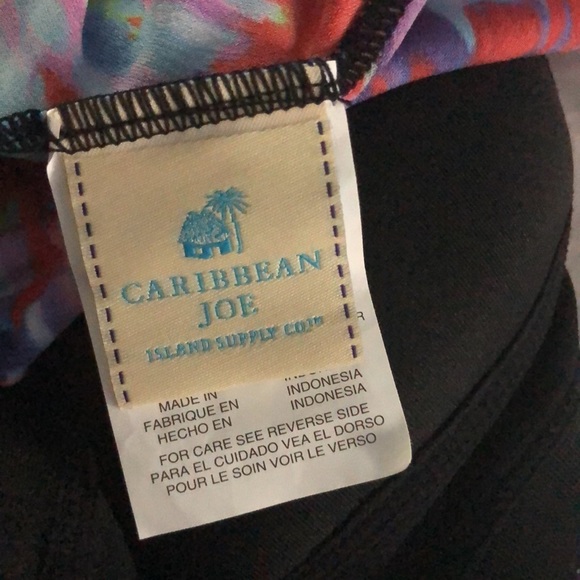 CARIBBEAN
JOE
ISLAND SUPPLY CO
MADE IN INDONESIA
FABRIQUE EN INDONESIA
HECHO EN
FOR CARE SEE REVERSE SIDE
PARA EL CUIDADO VEA EL DORSO
POUR LE SOIN VOIR LE VERSO